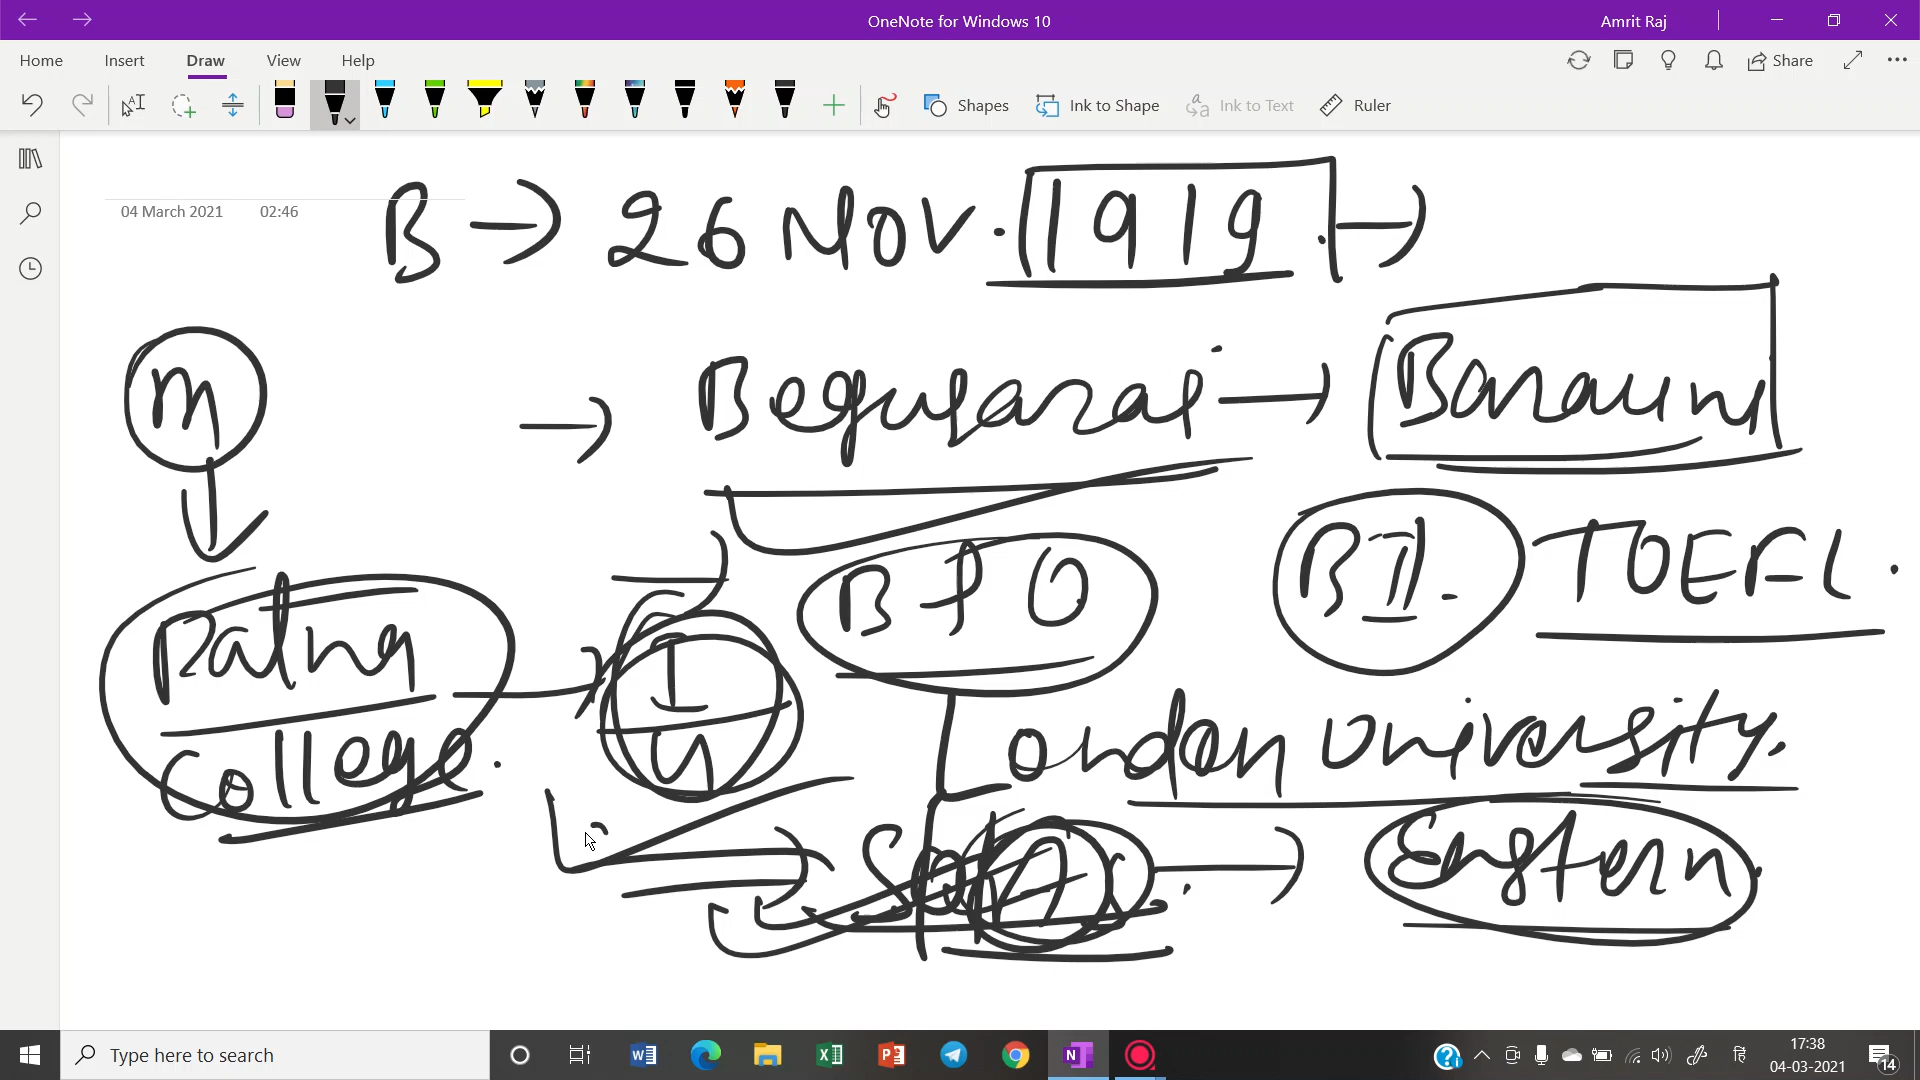 OneNote for Windows 10
Amrit Raj
Home Insert Draw View Help
Share
Shapes Ink to Shape Ink to Text Ruler
04 March 2021 02:46
B → 26 Nov. 1919. →
m
→ Begusarai → Barauni
BPO
B II. TOEFL.
Patna
College.
I
London University.
Eastern
Type here to search
17:38
04-03-2021
14